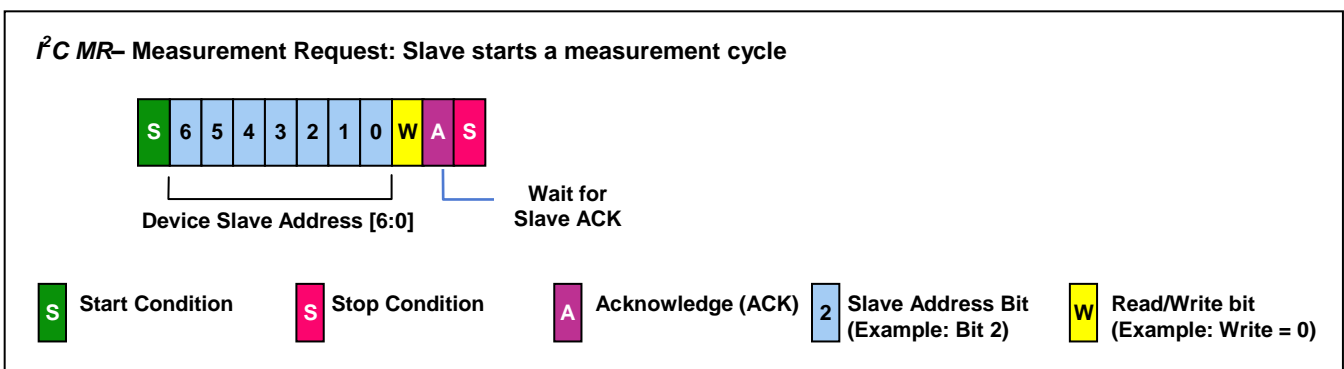 I²C MR– Measurement Request: Slave starts a measurement cycle
S 6 5 4 3 2 1 0 W A S
Device Slave Address [6:0]
Wait for
Slave ACK
S Start Condition
S Stop Condition
A Acknowledge (ACK)
2 Slave Address Bit
(Example: Bit 2)
W Read/Write bit
(Example: Write = 0)